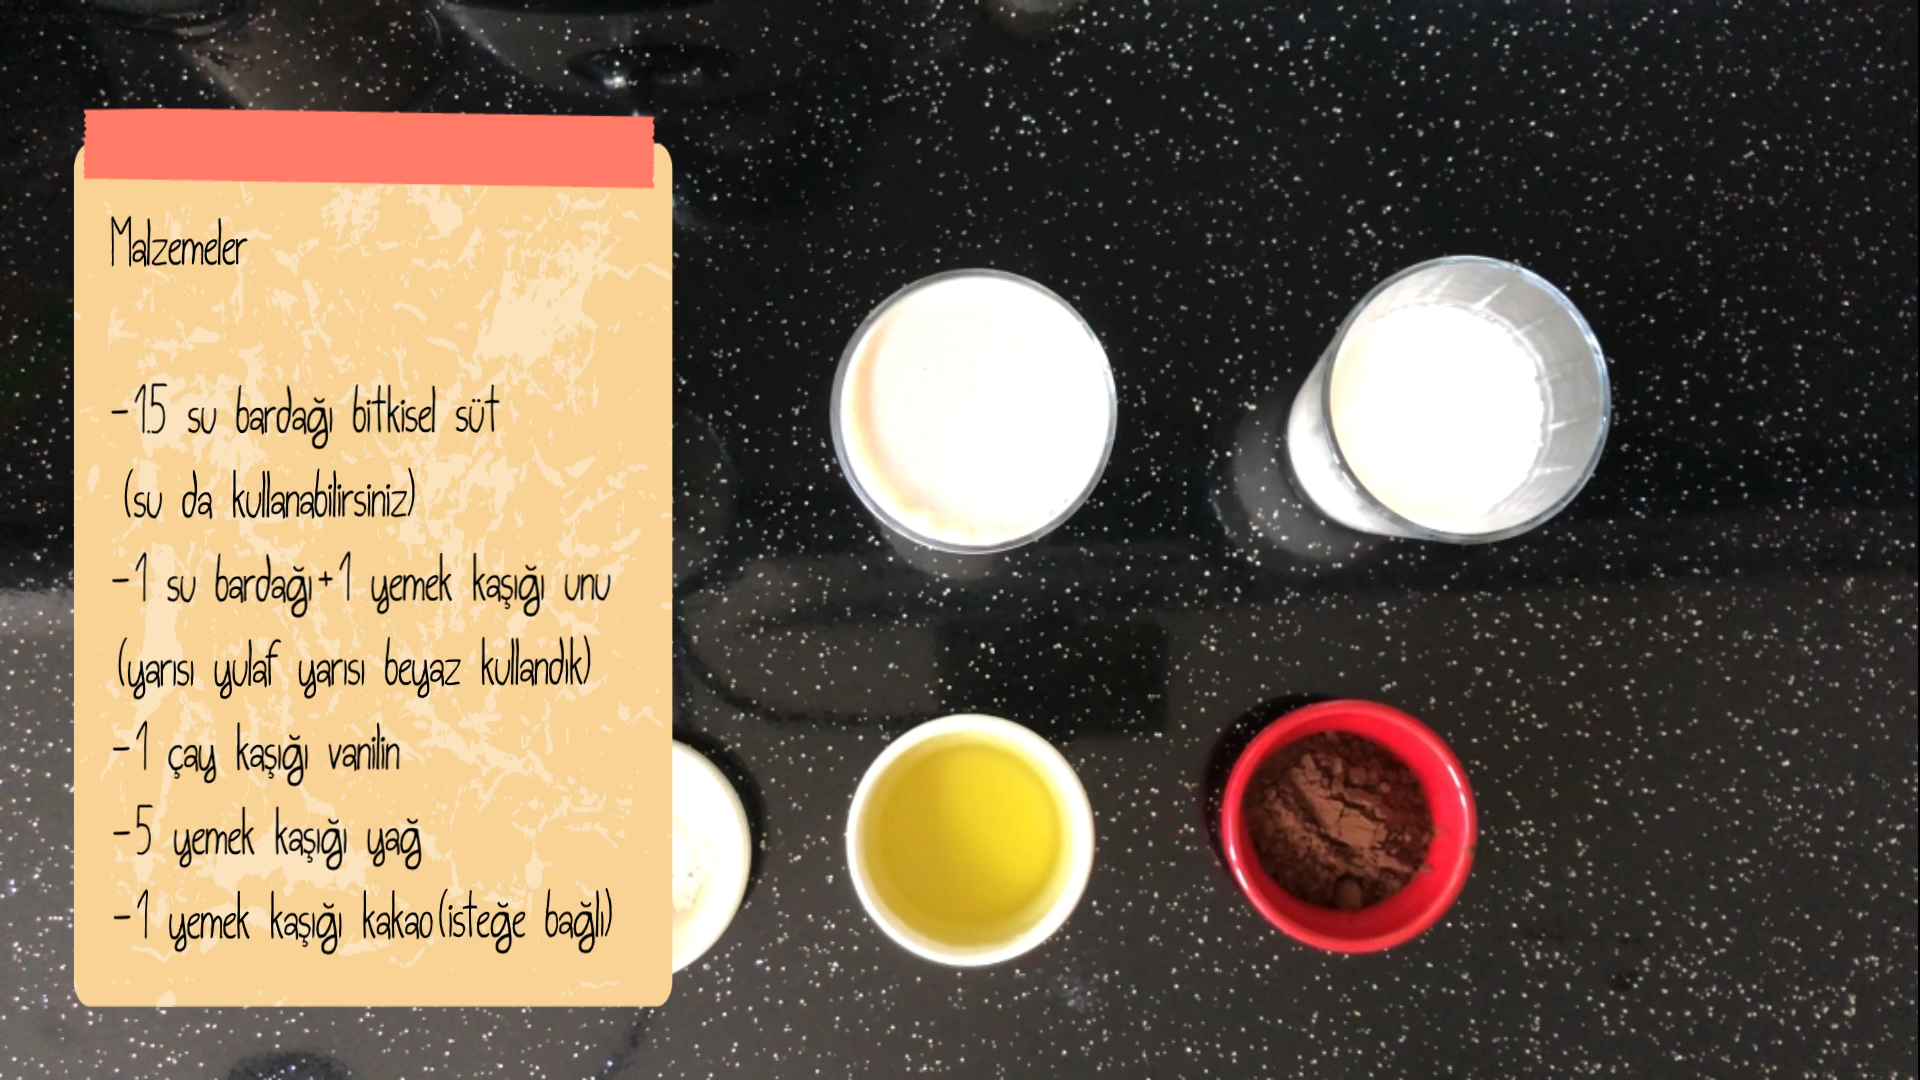 Malzemeler
-1.5 su bardağı bitkisel süt
(su da kullanabilirsiniz)
-1 su bardağı+1 yemek kaşığı unu
(yarısı yulaf yarısı beyaz kullandık)
-1 çay kaşığı vanilin
-5 yemek kaşığı yağ
-1 yemek kaşığı kakao(isteğe bağlı)